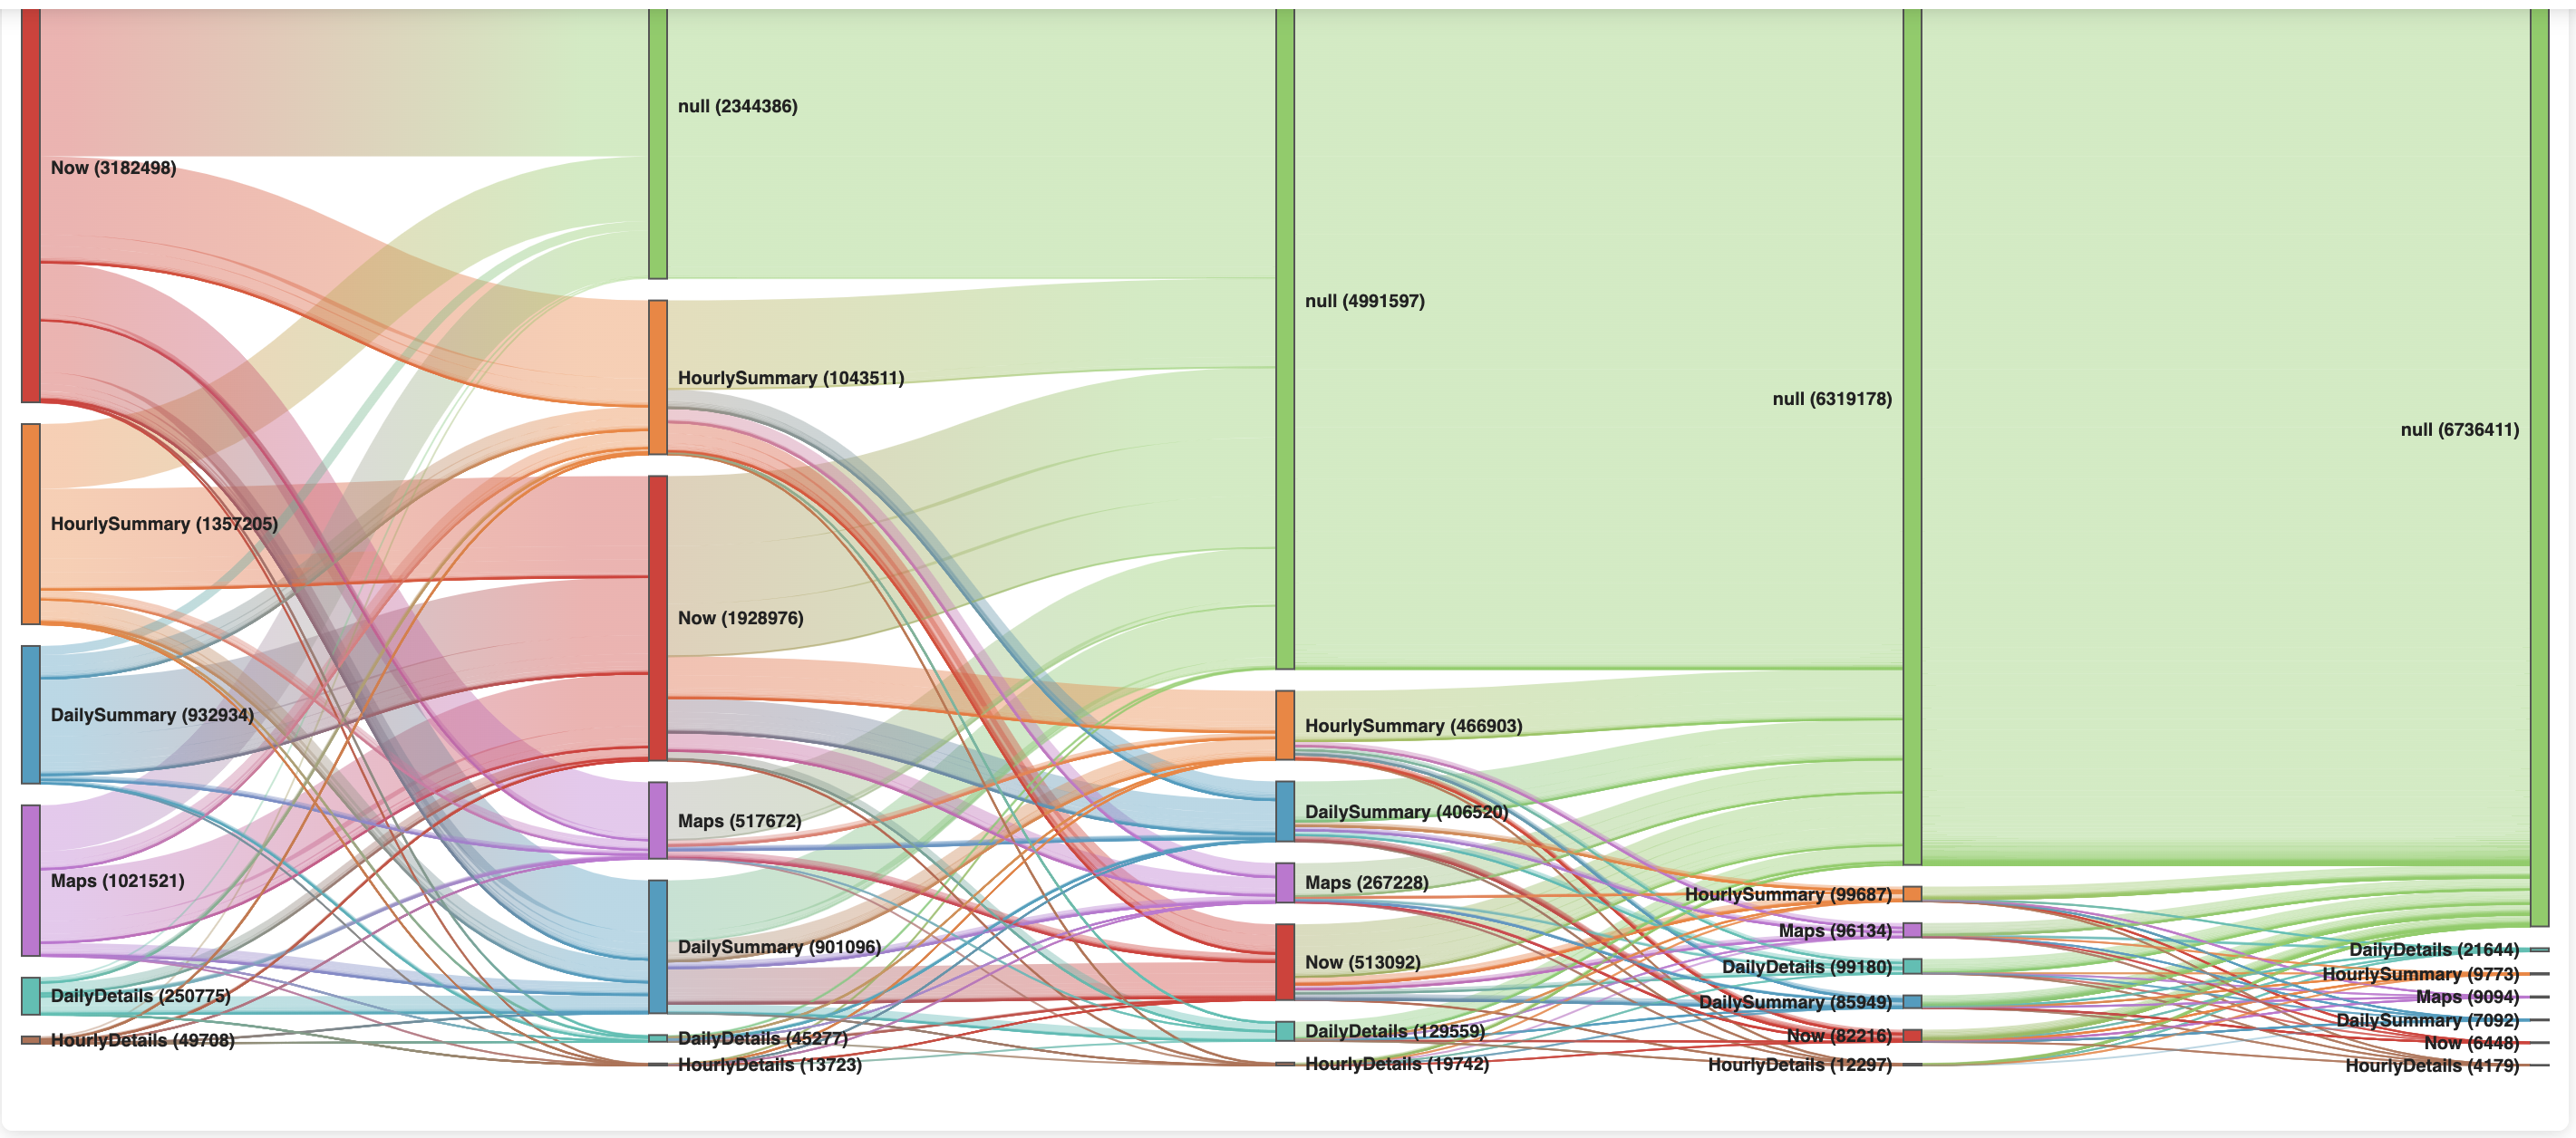 Now (3182498)
HourlySummary (1357205)
DailySummary (932934)
Maps (1021521)
DailyDetails (250775)
HourlyDetails (49708)
null (2344386)
HourlySummary (1043511)
Now (1928976)
Maps (517672)
DailySummary (901096)
DailyDetails (45277)
HourlyDetails (13723)
null (4991597)
HourlySummary (466903)
DailySummary (406520)
Maps (267228)
Now (513092)
DailyDetails (129559)
HourlyDetails (19742)
null (6319178)
HourlySummary (99687)
Maps (96134)
DailyDetails (99180)
DailySummary (85949)
Now (82216)
HourlyDetails (12297)
null (6736411)
DailyDetails (21644)
HourlySummary (9773)
Maps (9094)
DailySummary (7092)
Now (6448)
HourlyDetails (4179)